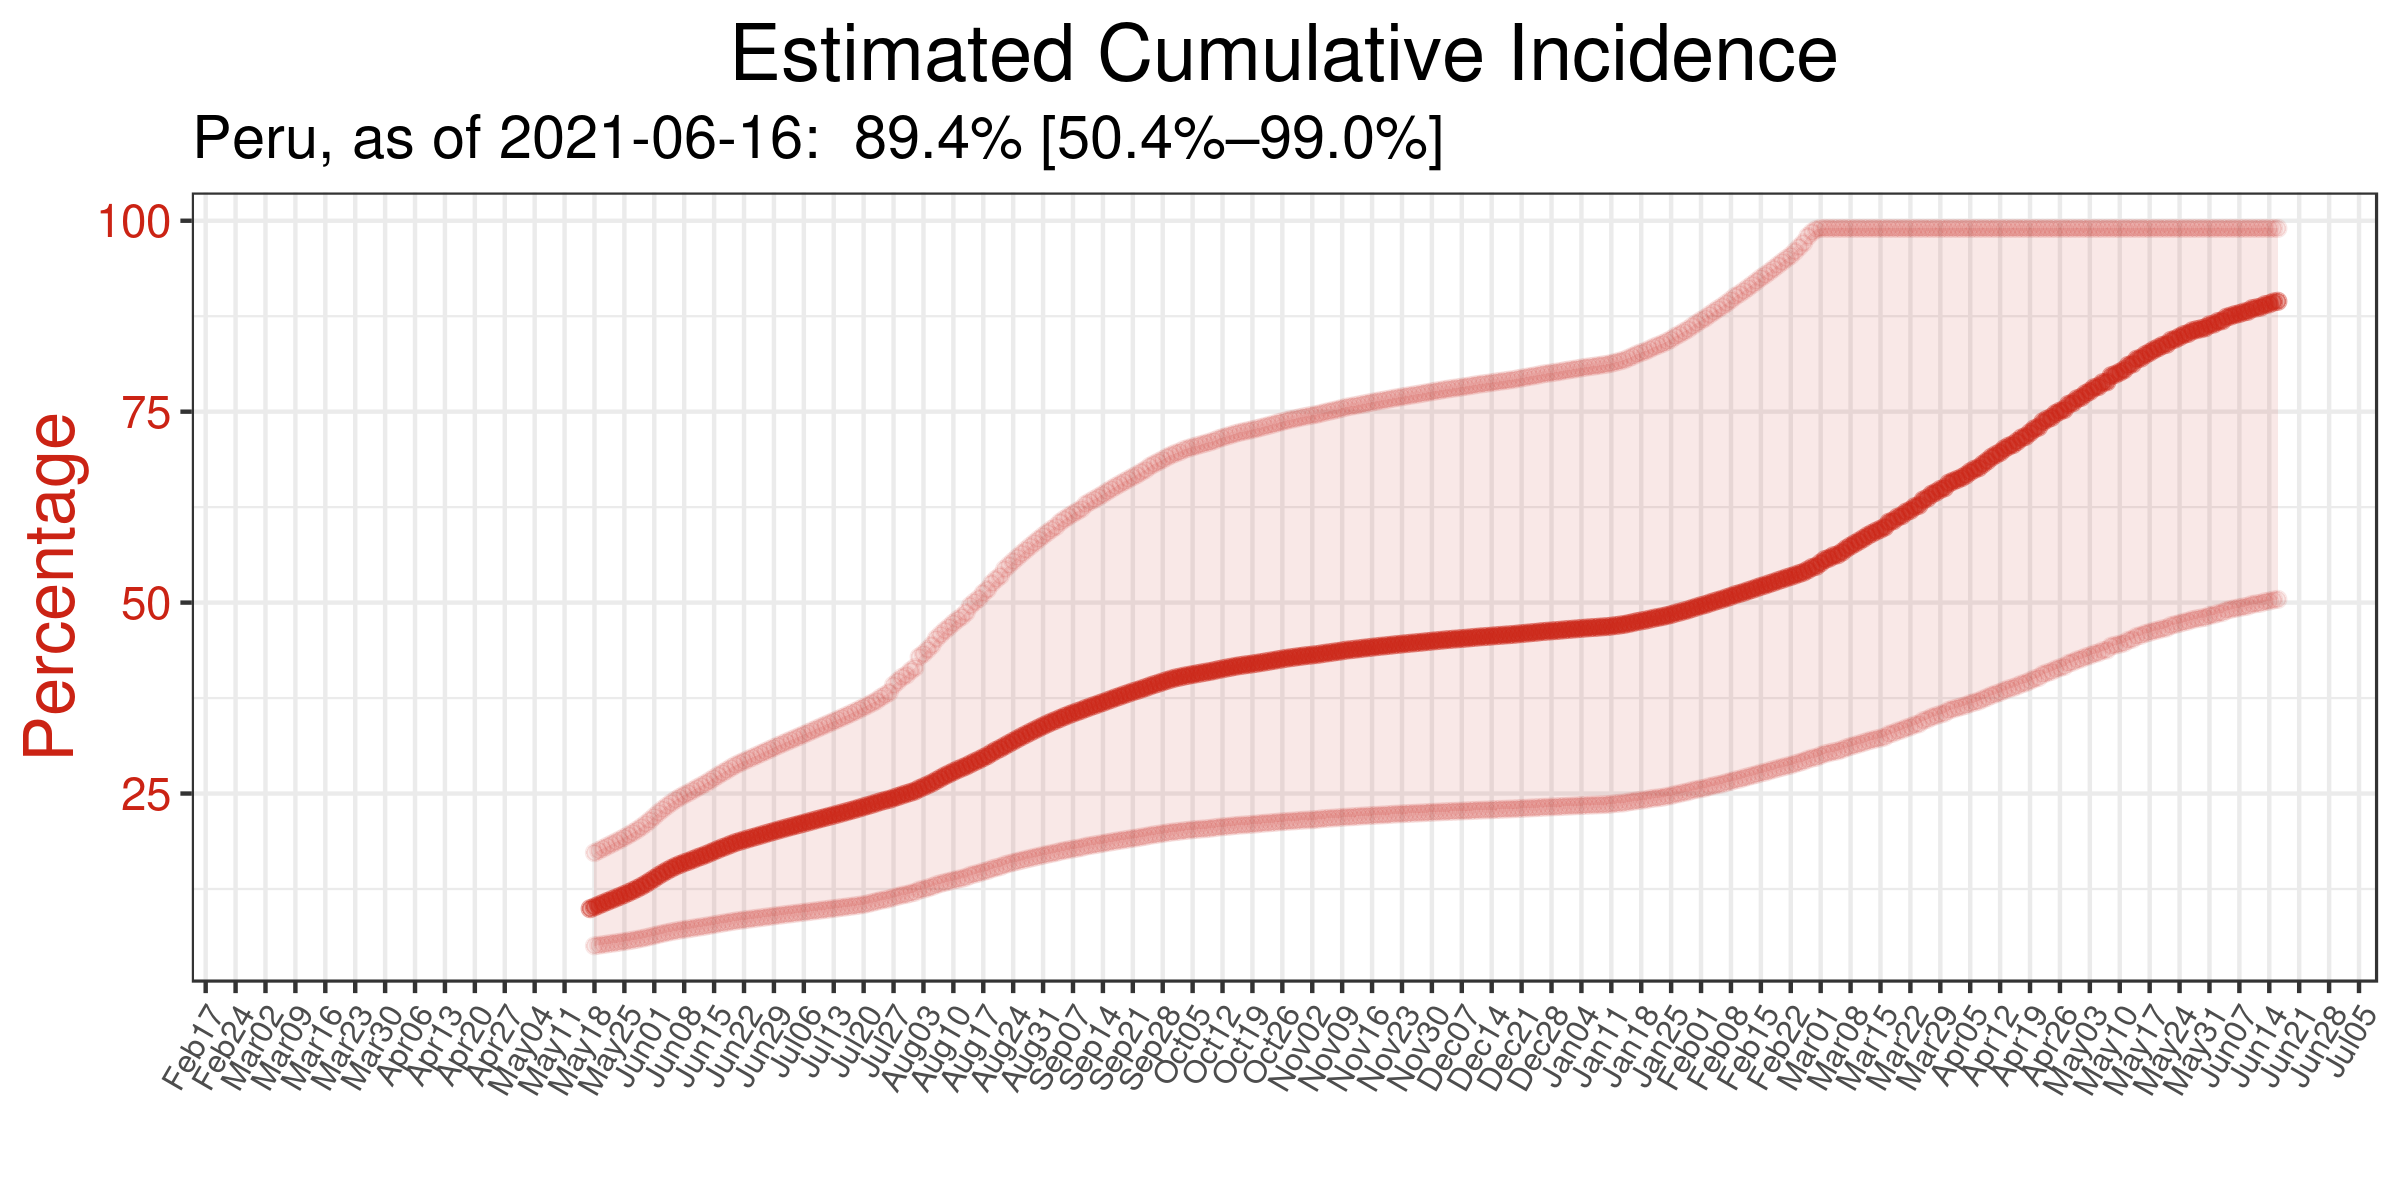 Estimated Cumulative Incidence
Peru, as of 2021-06-16:  89.4% [50.4%–99.0%]
Percentage
100
75
50
25
Feb17
Feb24
Mar02
Mar09
Mar16
Mar23
Mar30
Apr06
Apr13
Apr20
Apr27
May04
May11
May18
May25
Jun01
Jun08
Jun15
Jun22
Jun29
Jul06
Jul13
Jul20
Jul27
Aug03
Aug10
Aug17
Aug24
Aug31
Sep07
Sep14
Sep21
Sep28
Oct05
Oct12
Oct19
Oct26
Nov02
Nov09
Nov16
Nov23
Nov30
Dec07
Dec14
Dec21
Dec28
Jan04
Jan11
Jan18
Jan25
Feb01
Feb08
Feb15
Feb22
Mar01
Mar08
Mar15
Mar22
Mar29
Apr05
Apr12
Apr19
Apr26
May03
May10
May17
May24
May31
Jun07
Jun14
Jun21
Jun28
Jul05